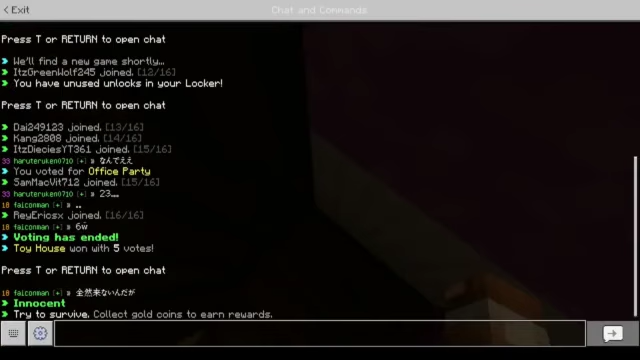 < Exit
Chat and Commands
Press T or RETURN to open chat
We'll find a new game shortly...
ItzGreenWolf245 joined. [12/16]
You have unused unlocks in your Locker!
Press T or RETURN to open chat
Dai249123 joined. [13/16]
Kang2808 joined. [14/16]
ItzDieciesYT361 joined. [15/16]
33 haruteruken0710 [+] » なんでええ
You voted for Office Party
SamMacVit712 joined. [15/16]
33 haruteruken0710 [+] » 23……
18 faiconman [+] » ..
ReyEricsx joined. [16/16]
18 faiconman [+] » 6w
Voting has ended!
Toy House won with 5 votes!
Press T or RETURN to open chat
18 faiconman [+] » 全然来ないんだが
Innocent
Try to survive. Collect gold coins to earn rewards.